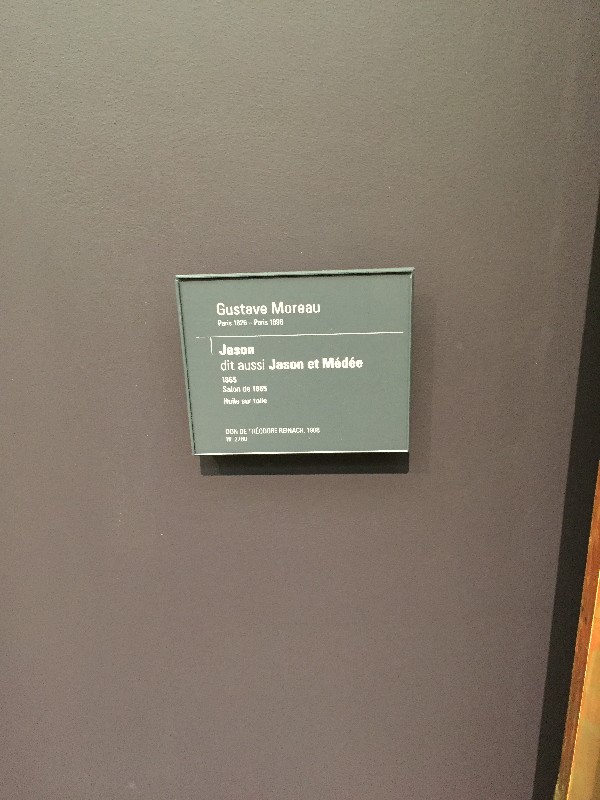 Gustave Moreau
Paris 1826 - Paris 1898
Jason
dit aussi Jason et Médée
1865
Salon de 1865
Huile sur toile
DON DE THÉODORE REINACH, 1908